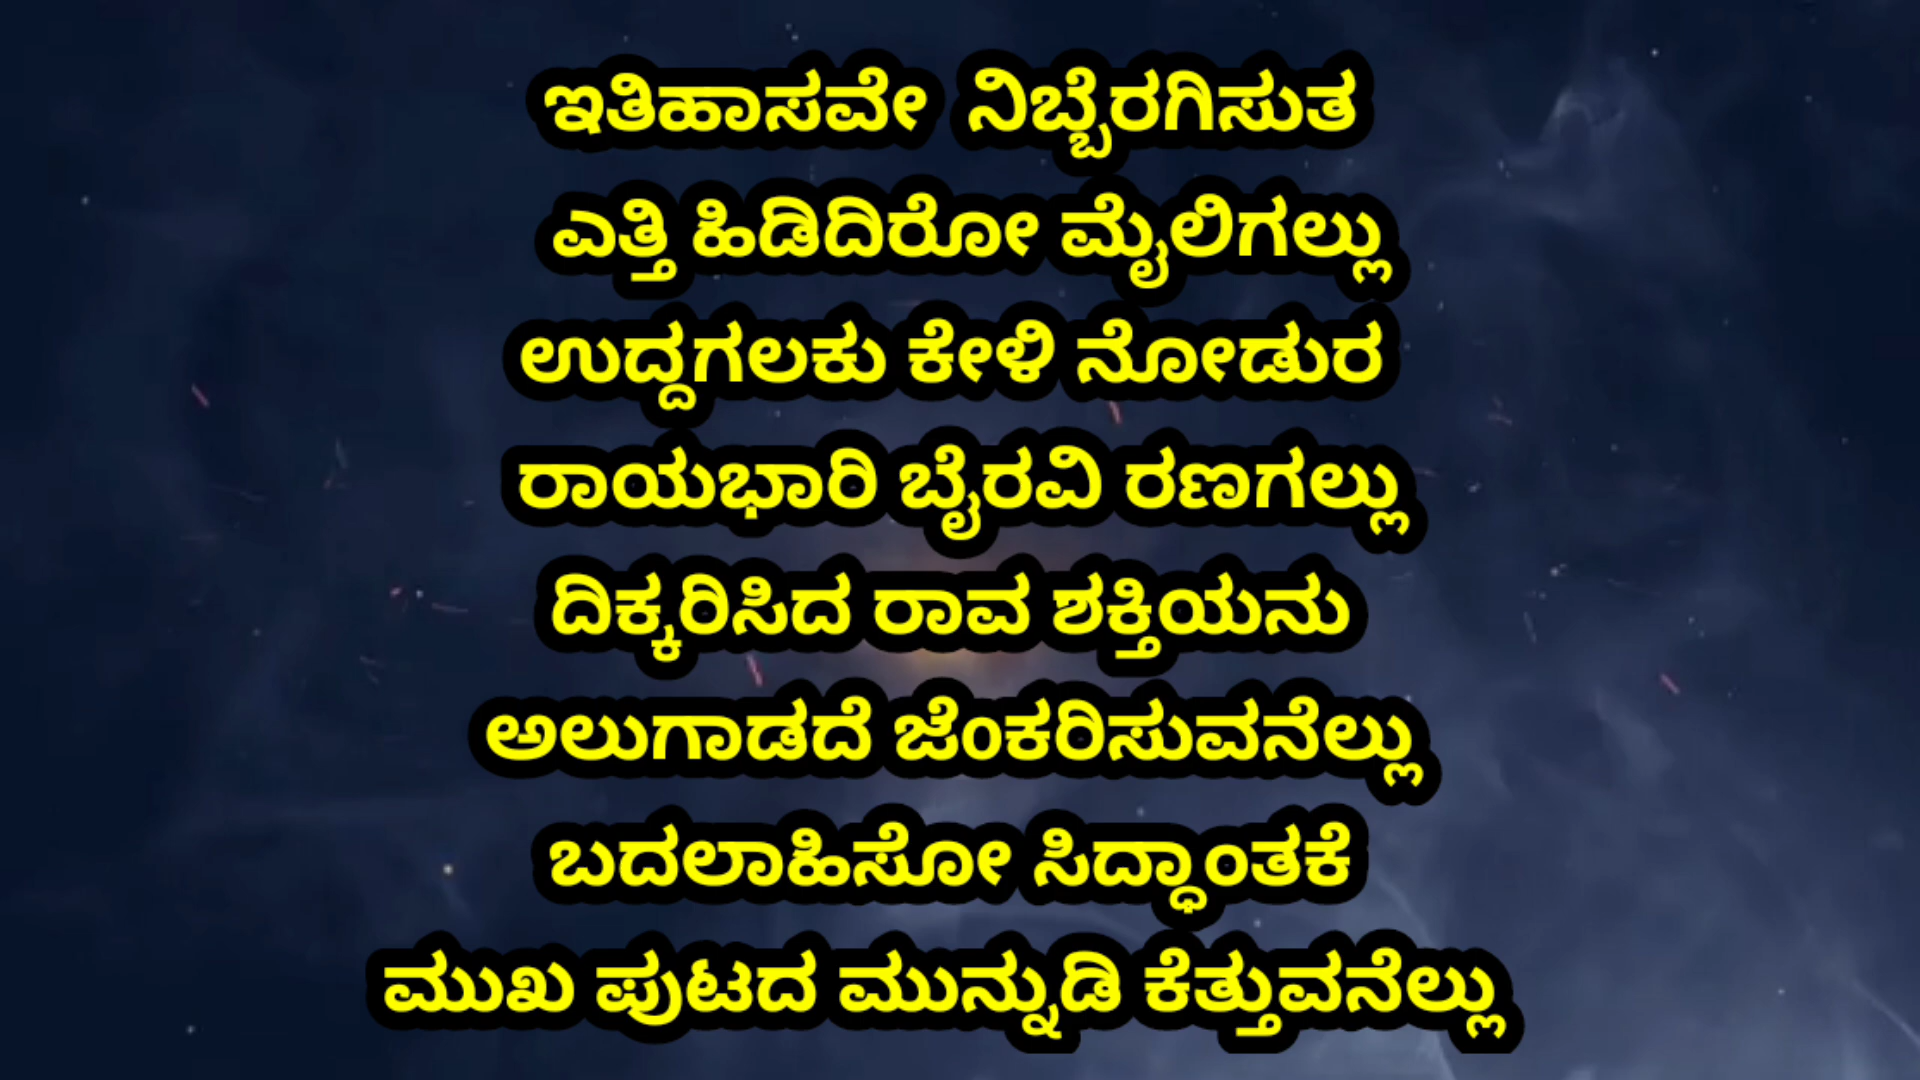 ಇತಿಹಾಸವೇ ನಿಬ್ಬೆರಗಿಸುತ
ಎತ್ತಿ ಹಿಡಿದಿರೋ ಮೈಲಿಗಲ್ಲು
ಉದ್ದಗಲಕು ಕೇಳಿ ನೋಡುರ
ರಾಯಭಾರಿ ಬೈರವಿ ರಣಗಲ್ಲು
ದಿಕ್ಕರಿಸಿದ ರಾವ ಶಕ್ತಿಯನು
ಅಲುಗಾಡದೆ ಜೆಂಕರಿಸುವನೆಲ್ಲು
ಬದಲಾಹಿಸೋ ಸಿದ್ಧಾಂತಕೆ
ಮುಖ ಪುಟದ ಮುನ್ನುಡಿ ಕೆತ್ತುವನೆಲ್ಲು